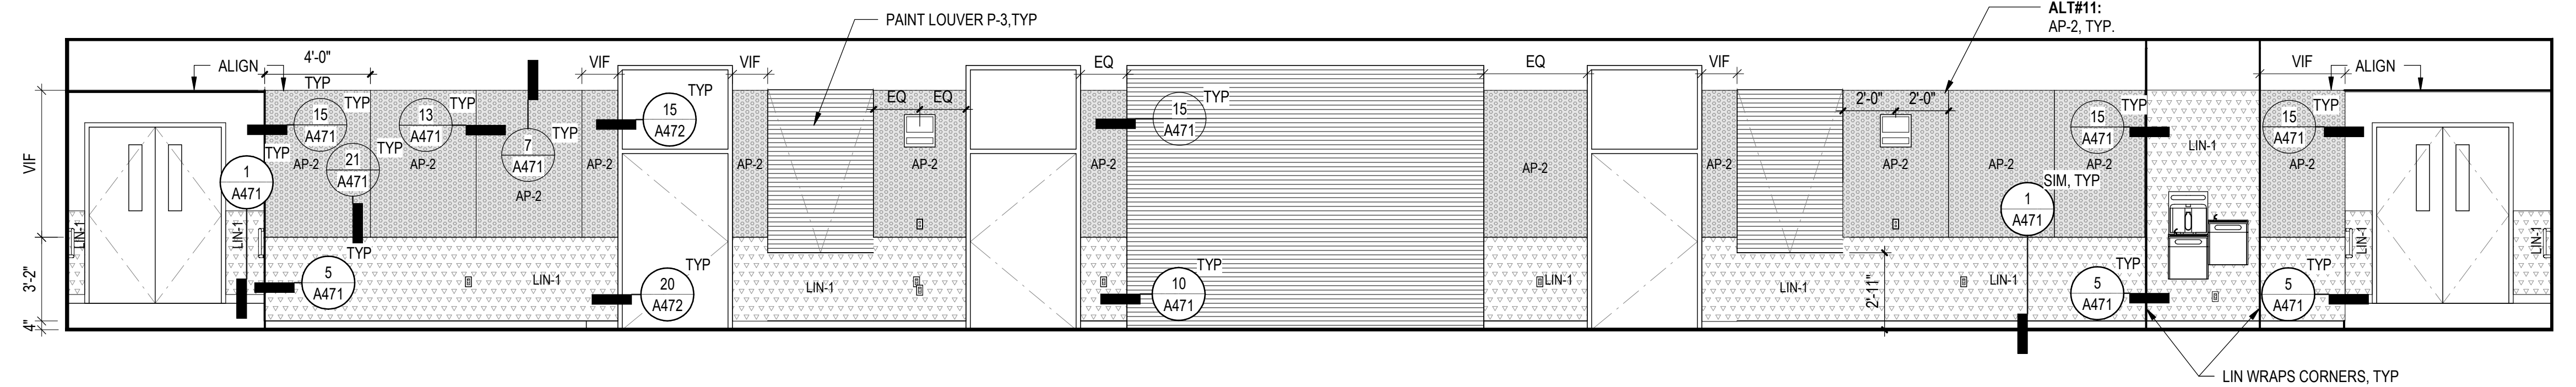 PAINT LOUVER P-3,TYP
ALT#11:
AP-2, TYP.
ALIGN
4'-0"
TYP
VIF
VIF
EQ
EQ
VIF
VIF
ALIGN
EQ
EQ
2'-0"
2'-0"
15
A471
TYP
13
A471
TYP
7
A471
TYP
15
A472
TYP
15
A471
TYP
15
A471
TYP
15
A471
TYP
VIF
TYP
1
A471
AP-2
21
A471
TYP
TYP
AP-2
AP-2
AP-2
AP-2
AP-2
AP-2
AP-2
AP-2
AP-2
AP-2
AP-2
LIN-1
AP-2
SIM, TYP
1
A471
LIN-1
LIN-1
LIN-1
LIN-1
3'-2"
4"
5
A471
TYP
LIN-1
20
A472
TYP
LIN-1
10
A471
TYP
LIN-1
LIN-1
2'-11"
LIN-1
5
A471
TYP
5
A471
TYP
LIN WRAPS CORNERS, TYP